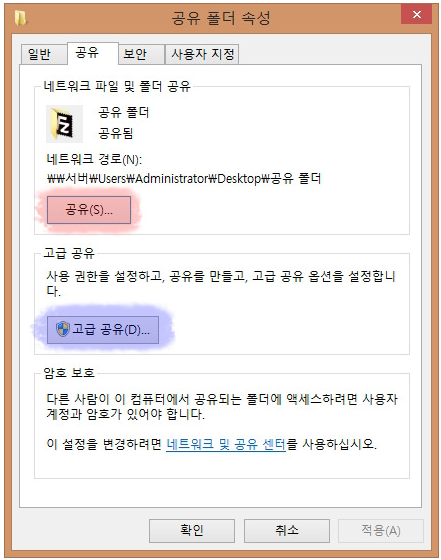 공유 폴더 속성
일반
공유
보안
사용자 지정
네트워크 파일 및 폴더 공유
공유 폴더
공유됨
네트워크 경로(N):
₩₩서버₩Users₩Administrator₩Desktop₩공유 폴더
공유(S)...
고급 공유
사용 권한을 설정하고, 공유를 만들고, 고급 공유 옵션을 설정합니
다.
고급 공유(D)...
암호 보호
다른 사람이 이 컴퓨터에서 공유되는 폴더에 액세스하려면 사용자
계정과 암호가 있어야 합니다.
이 설정을 변경하려면 네트워크 및 공유 센터를 사용하십시오.
확인
취소
적용(A)